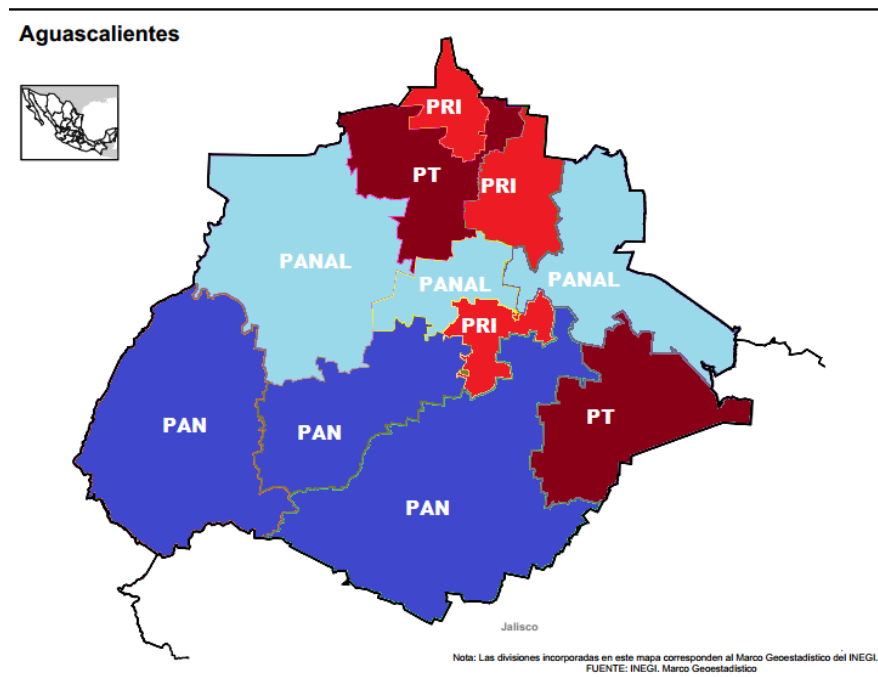 Aguascalientes
PRI
PT
PRI
PANAL
PANAL
PANAL
PRI
PAN
PAN
PT
PAN
Jalisco
Nota: Las divisiones incorporadas en este mapa corresponden al Marco Geoestadístico del INEGI.
FUENTE: INEGI. Marco Geoestadístico